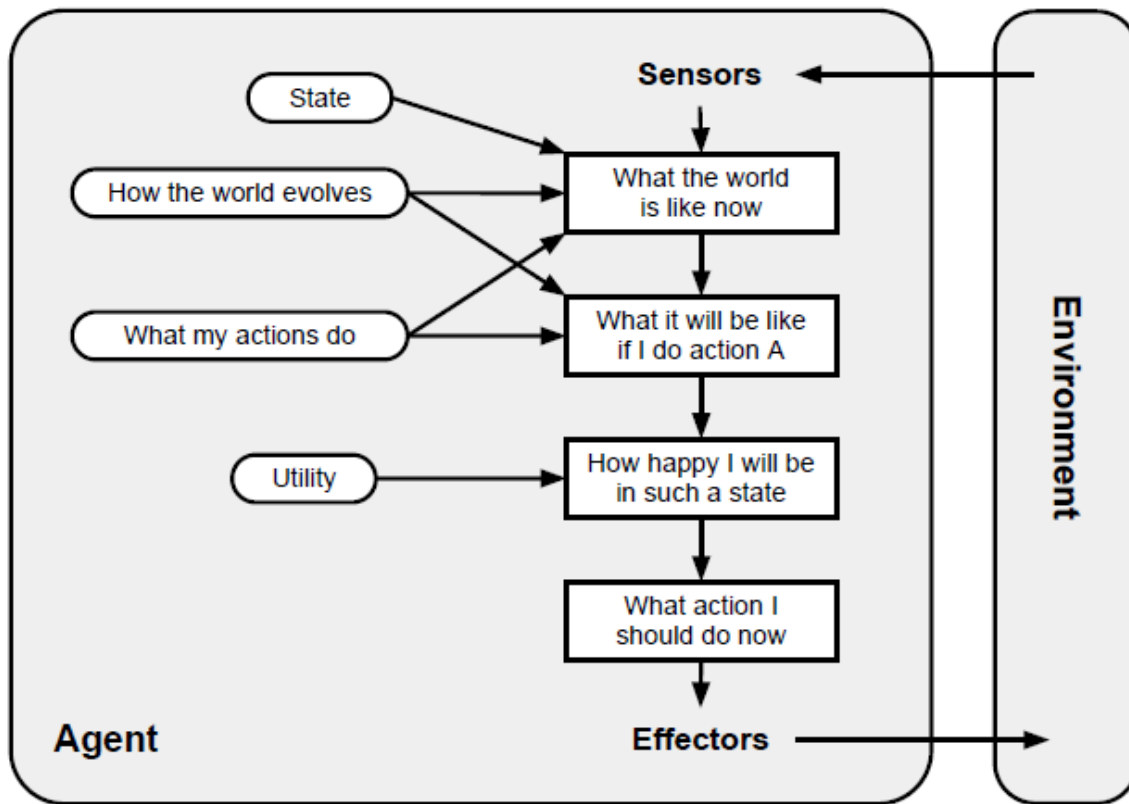 Sensors
State
What the world
is like now
How the world evolves
What it will be like
if I do action A
What my actions do
How happy I will be
in such a state
Utility
What action I
should do now
Effectors
Agent
Environment